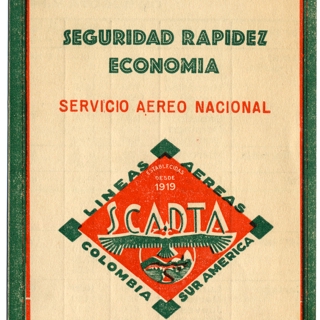 SEGURIDAD RAPIDEZ
ECONOMIA
SERVICIO AEREO NACIONAL
LINEAS AEREAS
ESTABLECIDAS
DESDE
1919
SCADTA
COLOMBIA SUR AMERICA